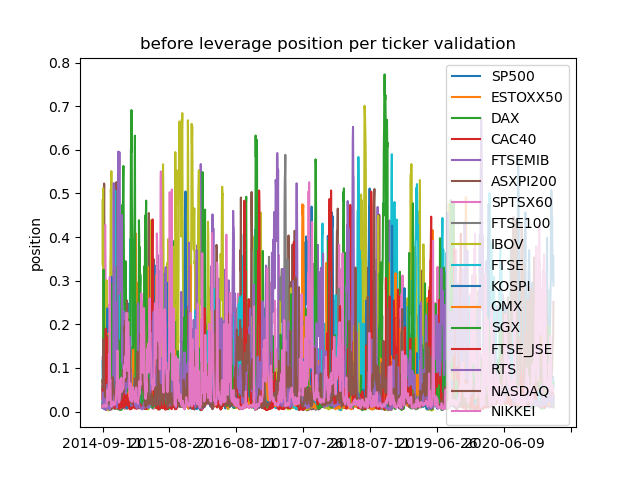 before leverage position per ticker validation
position
0.8
0.7
0.6
0.5
0.4
0.3
0.2
0.1
0.0
SP500
ESTOXX50
DAX
CAC40
FTSEMIB
ASXPI200
SPTSX60
FTSE100
IBOV
FTSE
KOSPI
OMX
SGX
FTSE_JSE
RTS
NASDAQ
NIKKEI
2014-09-11 2015-08-27 2016-08-11 2017-07-26 2018-07-11 2019-06-26 2020-06-09